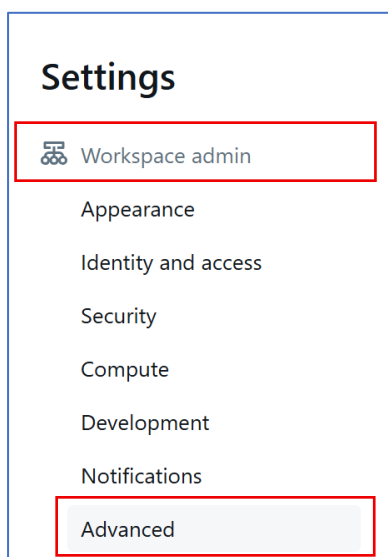 Settings
Workspace admin
Appearance
Identity and access
Security
Compute
Development
Notifications
Advanced